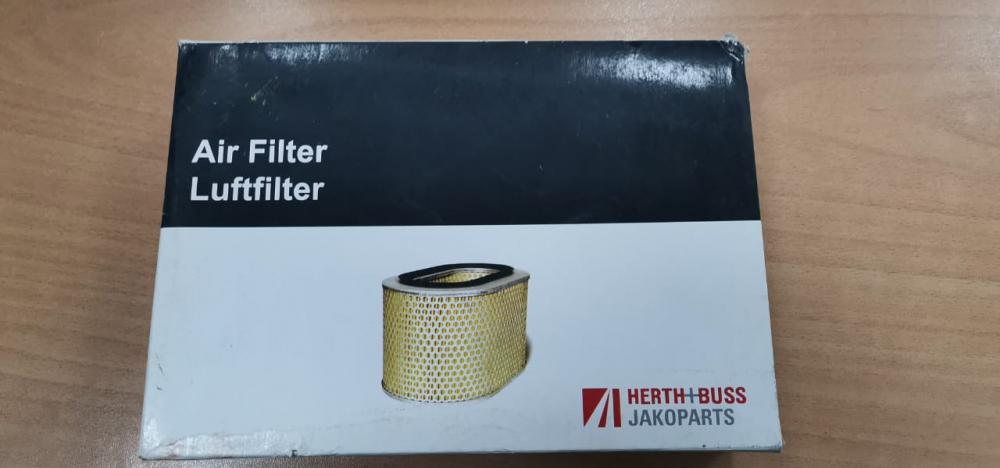 Air Filter
Luftfilter
HERTH+BUSS
JAKOPARTS